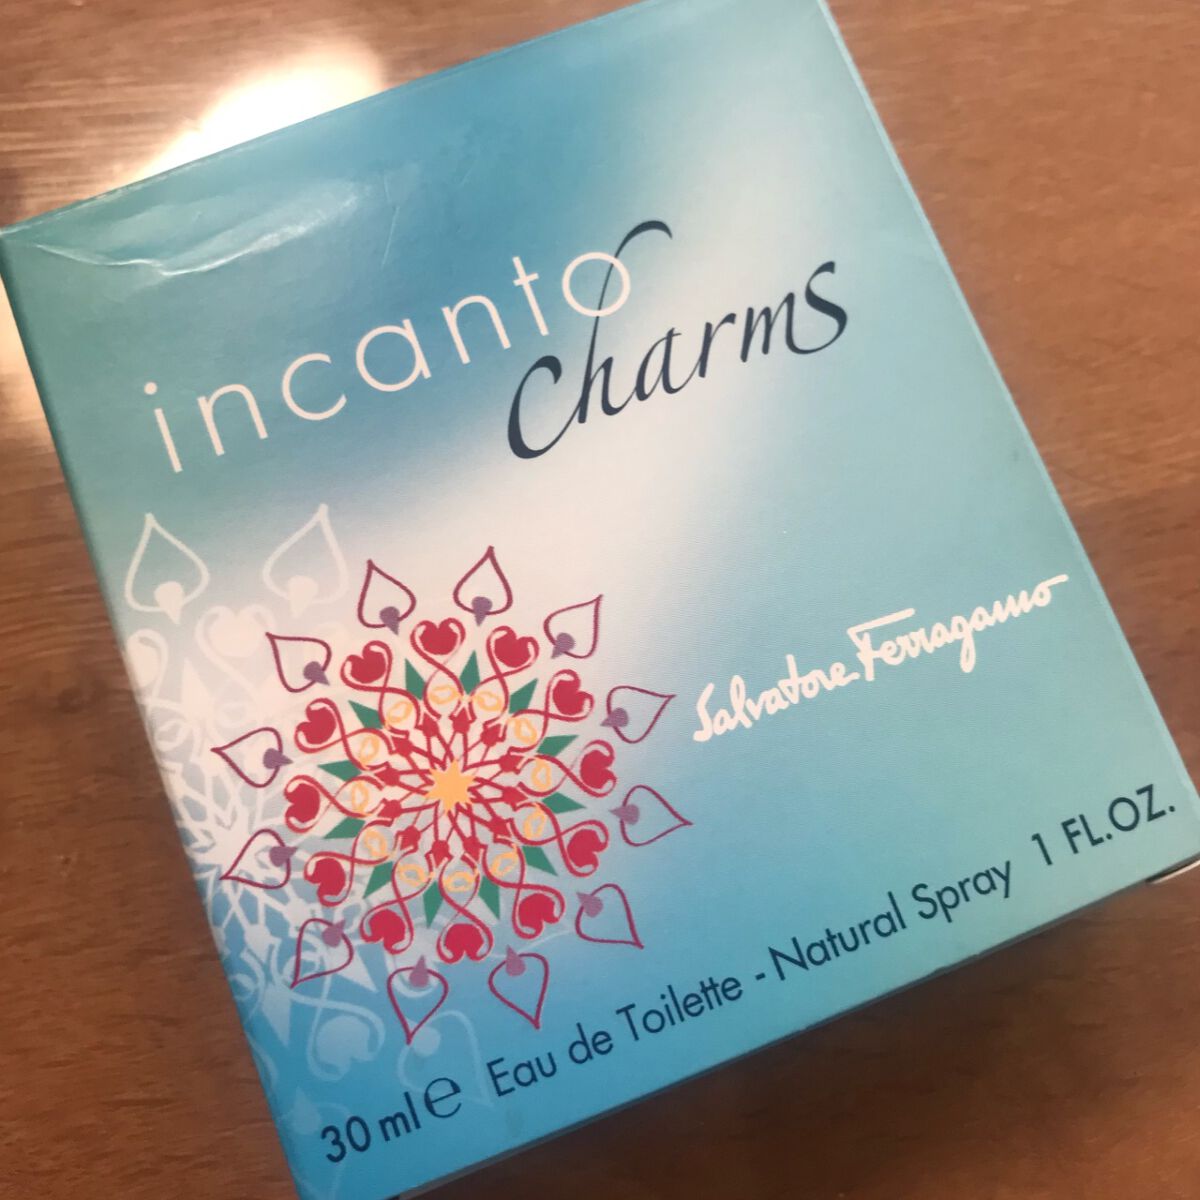 incanto
Charms
Salvatore Ferragamo
30 ml e Eau de Toilette - Natural Spray 1 FL.OZ.